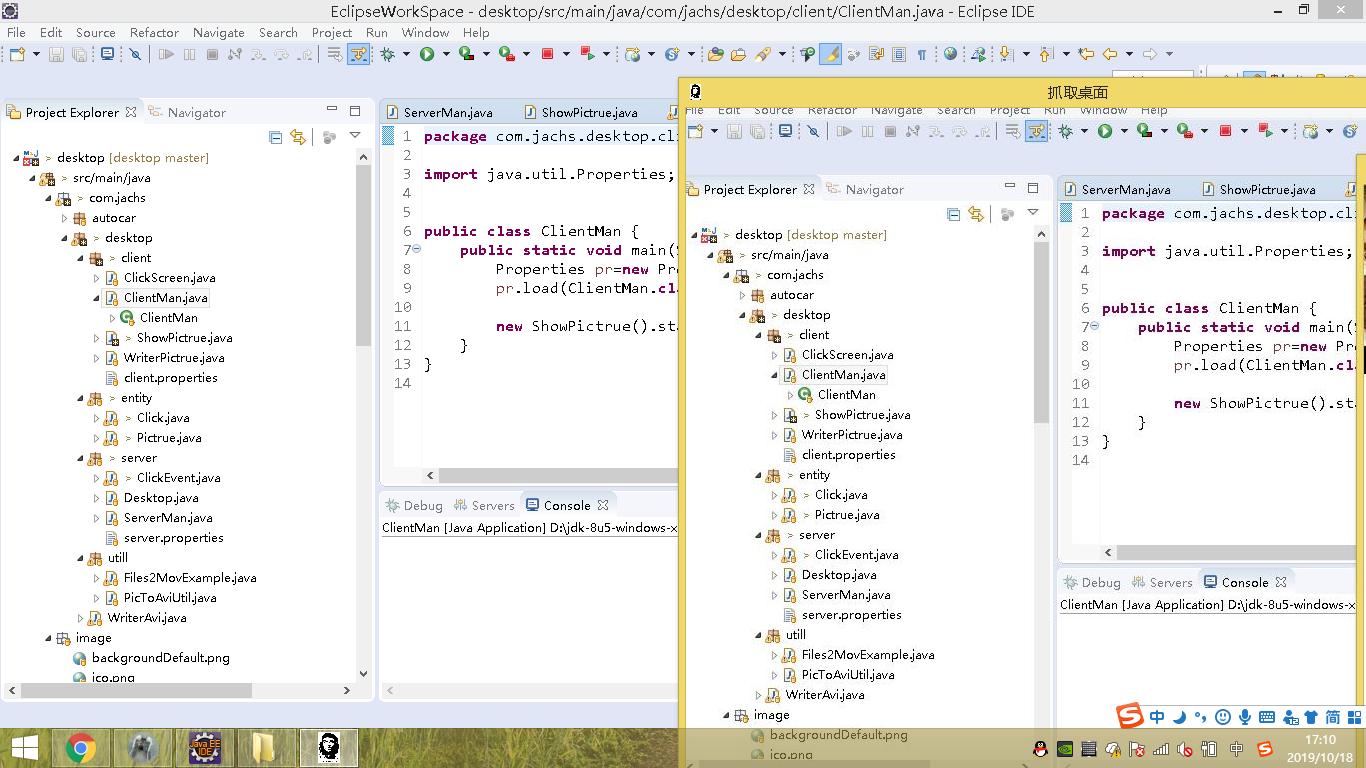 EclipseWorkSpace - desktop/src/main/java/com/jachs/desktop/client/ClientMan.java - Eclipse IDE
File Edit Source Refactor Navigate Search Project Run Window Help
Project Explorer Navigator
desktop [desktop master]
src/main/java
com.jachs
autocar
desktop
client
ClickScreen.java
ClientMan.java
ClientMan
ShowPictrue.java
WriterPictrue.java
client.properties
entity
Click.java
Pictrue.java
server
ClickEvent.java
Desktop.java
ServerMan.java
server.properties
utill
Files2MovExample.java
PicToAviUtil.java
WriterAvi.java
image
backgroundDefault.png
ico.png
ServerMan.java ShowPictrue.java
1 package com.jachs.desktop.cl
2
3 import java.util.Properties;
4
5
6 public class ClientMan {
7 public static void main(
8 Properties pr=new Pr
9 pr.load(ClientMan.cl
10
11 new ShowPictrue().st
12 }
13 }
14
Debug Servers Console
ClientMan [Java Application] D:\jdk-8u5-windows-x
抓取桌面
File Edit Source Refactor Navigate Search Project Run Window Help
Project Explorer Navigator
desktop [desktop master]
src/main/java
com.jachs
autocar
desktop
client
ClickScreen.java
ClientMan.java
ClientMan
ShowPictrue.java
WriterPictrue.java
client.properties
entity
Click.java
Pictrue.java
server
ClickEvent.java
Desktop.java
ServerMan.java
server.properties
utill
Files2MovExample.java
PicToAviUtil.java
WriterAvi.java
image
backgroundDefault.png
ico.png
ServerMan.java ShowPictrue.java
1 package com.jachs.desktop.cl
2
3 import java.util.Properties;
4
5
6 public class ClientMan {
7 public static void main(
8 Properties pr=new Pro
9 pr.load(ClientMan.cla
10
11 new ShowPictrue().sta
12 }
13 }
14
Debug Servers Console
ClientMan [Java Application] D:\jdk-8u5-windows-x
S 中 简
Java EE IDE
中 S
17:10
2019/10/18